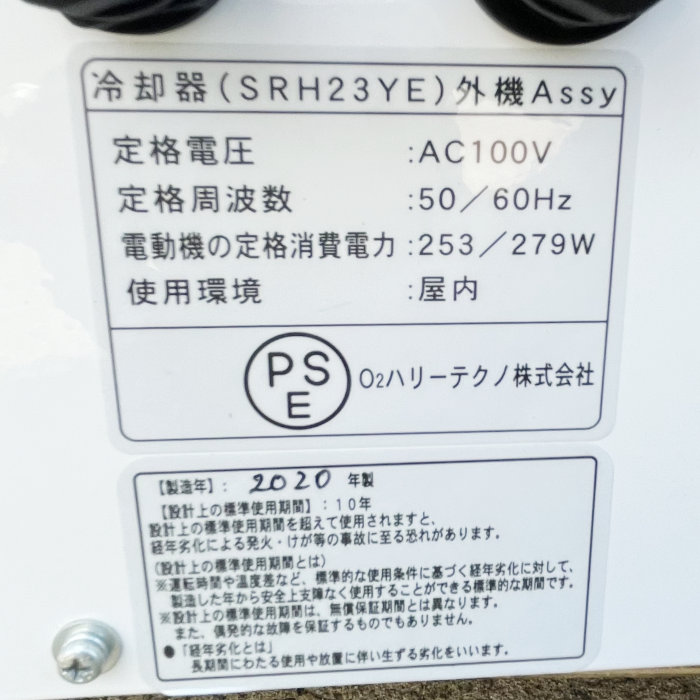 冷却器(SRH23YE)外機Assy
定格電圧 :AC100V
定格周波数 :50/60Hz
電動機の定格消費電力:253/279W
使用環境 :屋内
PS
E
O2ハリーテクノ株式会社
【製造年】: 2020 年製
【設計上の標準使用期間】:10年
設計上の標準使用期間を超えて使用されますと、
経年劣化による発火・けが等の事故に至る恐れがあります。
(設計上の標準使用期間とは)
※運転時間や温度差など、標準的な使用条件に基づく経年劣化に対して、
製造した年から安全上支障なく使用することができる標準的な期間です。
※設計上の標準使用期間は、無償保証期間とは異なります。
また、偶発的な故障を保証するものでもありません。
●「経年劣化とは」
長期間にわたる使用や放置に伴い生ずる劣化をいいます。